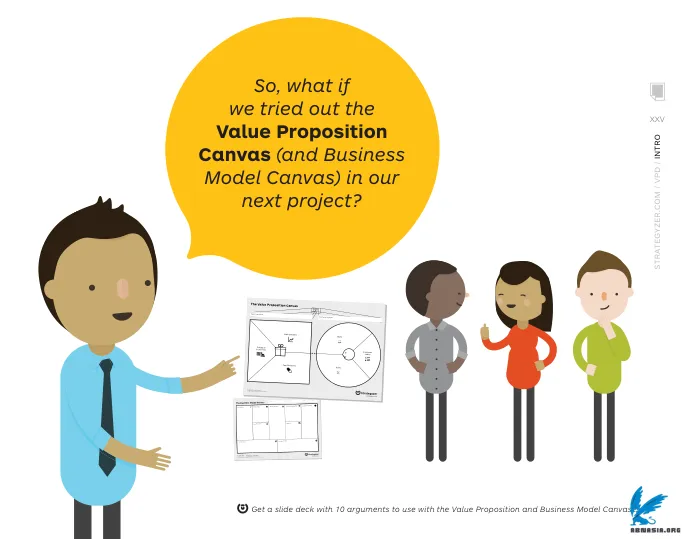 So, what if
we tried out the
Value Proposition
Canvas (and Business
Model Canvas) in our
next project?
XXV
STRATEGYZER.COM / VPD / INTRO
The Value Proposition Canvas
Get a slide deck with 10 arguments to use with the Value Proposition and Business Model Canvas
ABMASIA.ORG